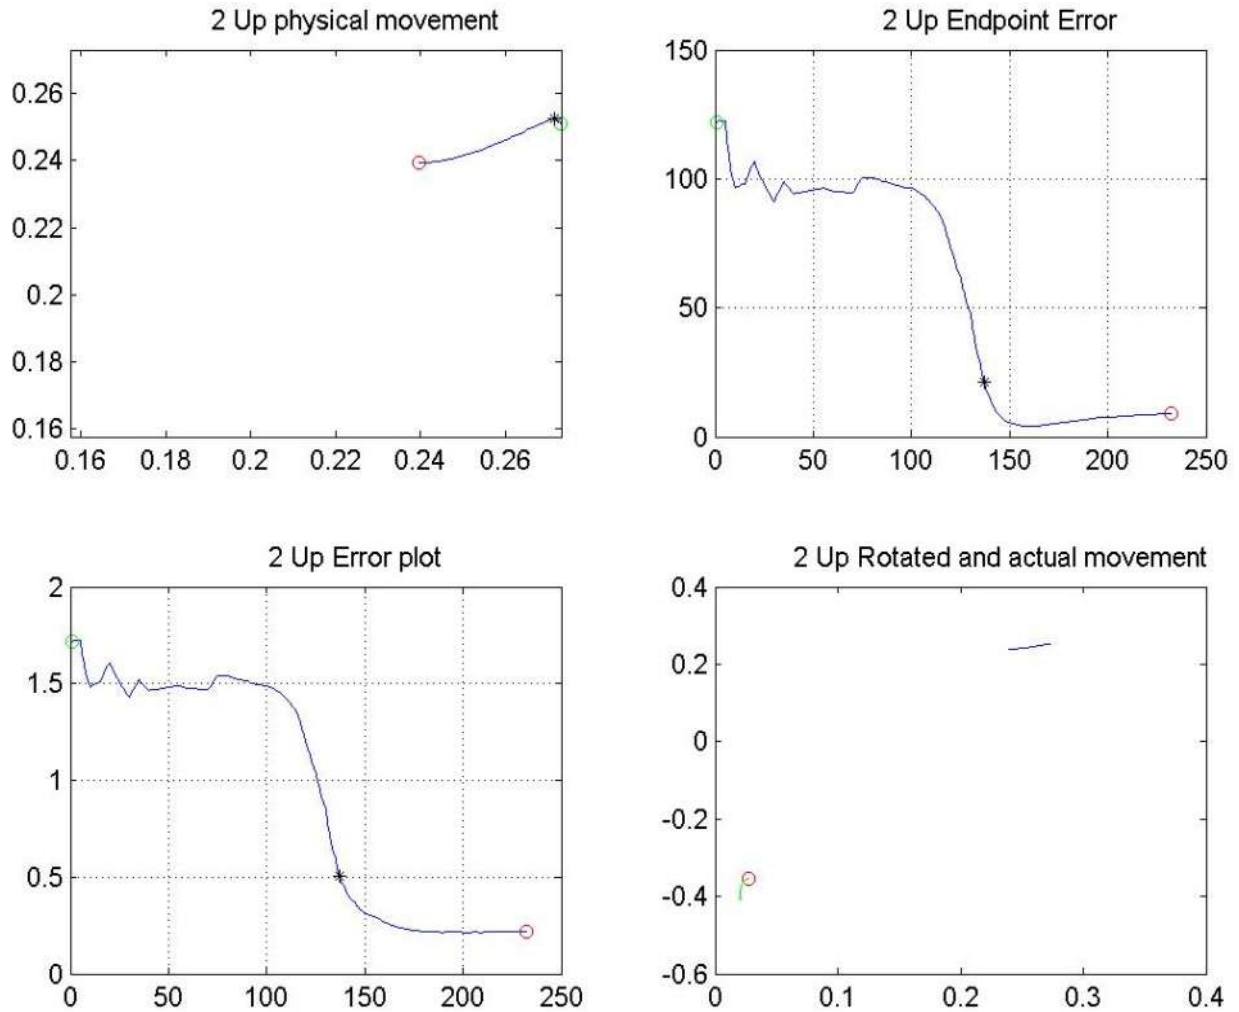 2 Up physical movement
0.26
0.24
0.22
0.2
0.18
0.16
0.16 0.18 0.2 0.22 0.24 0.26
2 Up Endpoint Error
150
100
50
0
0 50 100 150 200 250
2 Up Error plot
2
1.5
1
0.5
0
0 50 100 150 200 250
2 Up Rotated and actual movement
0.4
0.2
0
-0.2
-0.4
-0.6
0 0.1 0.2 0.3 0.4